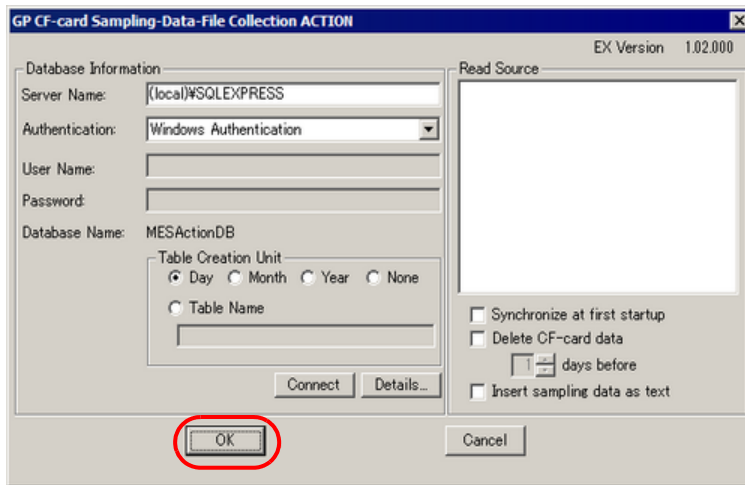 GP CF-card Sampling-Data-File Collection ACTION
EX Version 1.02.000
Database Information
Server Name: (local)¥SQLEXPRESS
Authentication: Windows Authentication
User Name:
Password:
Database Name: MESActionDB
Table Creation Unit
Day Month Year None
Table Name
Connect Details...
Read Source
Synchronize at first startup
Delete CF-card data
1 days before
Insert sampling data as text
OK Cancel